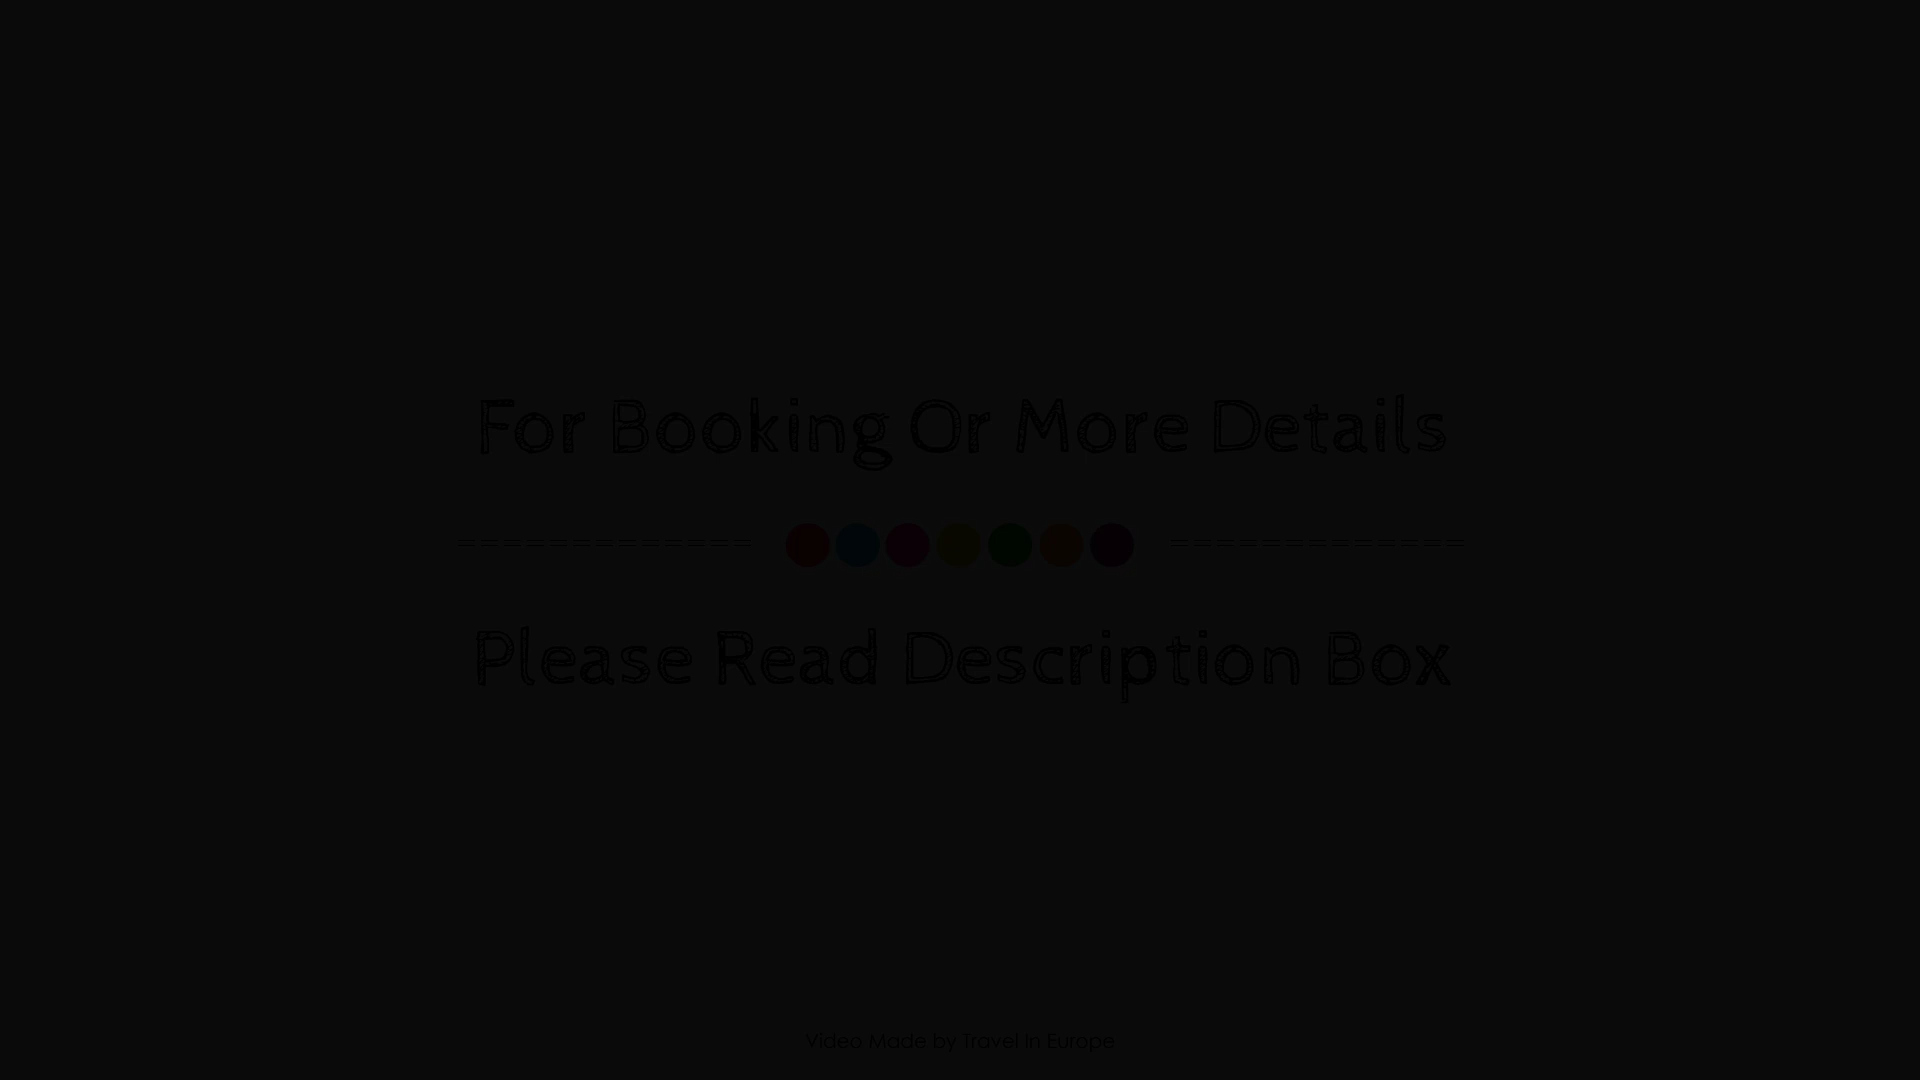 For Booking Or More Details
============= =============
Please Read Description Box
Video Made by Travel In Europe